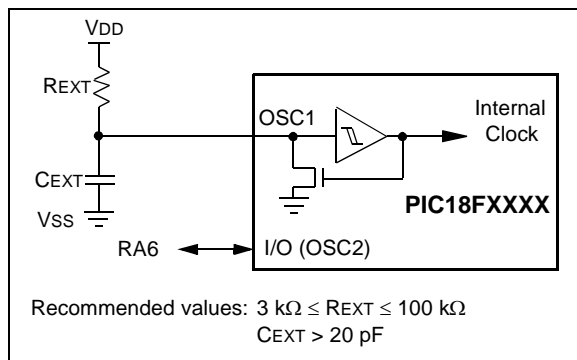 VDD
REXT
OSC1
Internal
Clock
CEXT
PIC18FXXXX
VSS
RA6
I/O (OSC2)
Recommended values: 3 kΩ ≤ REXT ≤ 100 kΩ
CEXT > 20 pF